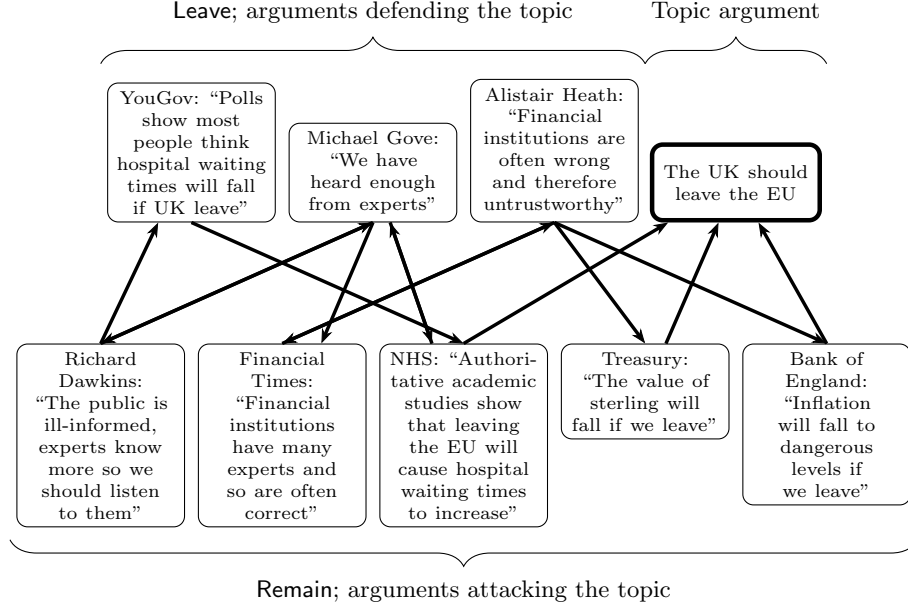 Leave; arguments defending the topic
Topic argument
YouGov: “Polls
show most
people think
hospital waiting
times will fall
if UK leave”
Michael Gove:
“We have
heard enough
from experts”
Alistair Heath:
“Financial
institutions are
often wrong
and therefore
untrustworthy”
The UK should
leave the EU
Richard
Dawkins:
“The public is
ill-informed,
experts know
more so we
should listen
to them”
Financial
Times:
“Financial
institutions
have many
experts and
so are often
correct”
NHS: “Authori-
tative academic
studies show
that leaving
the EU will
cause hospital
waiting times
to increase”
Treasury:
“The value of
sterling will
fall if we leave”
Bank of
England:
“Inflation
will fall to
dangerous
levels if
we leave”
Remain; arguments attacking the topic